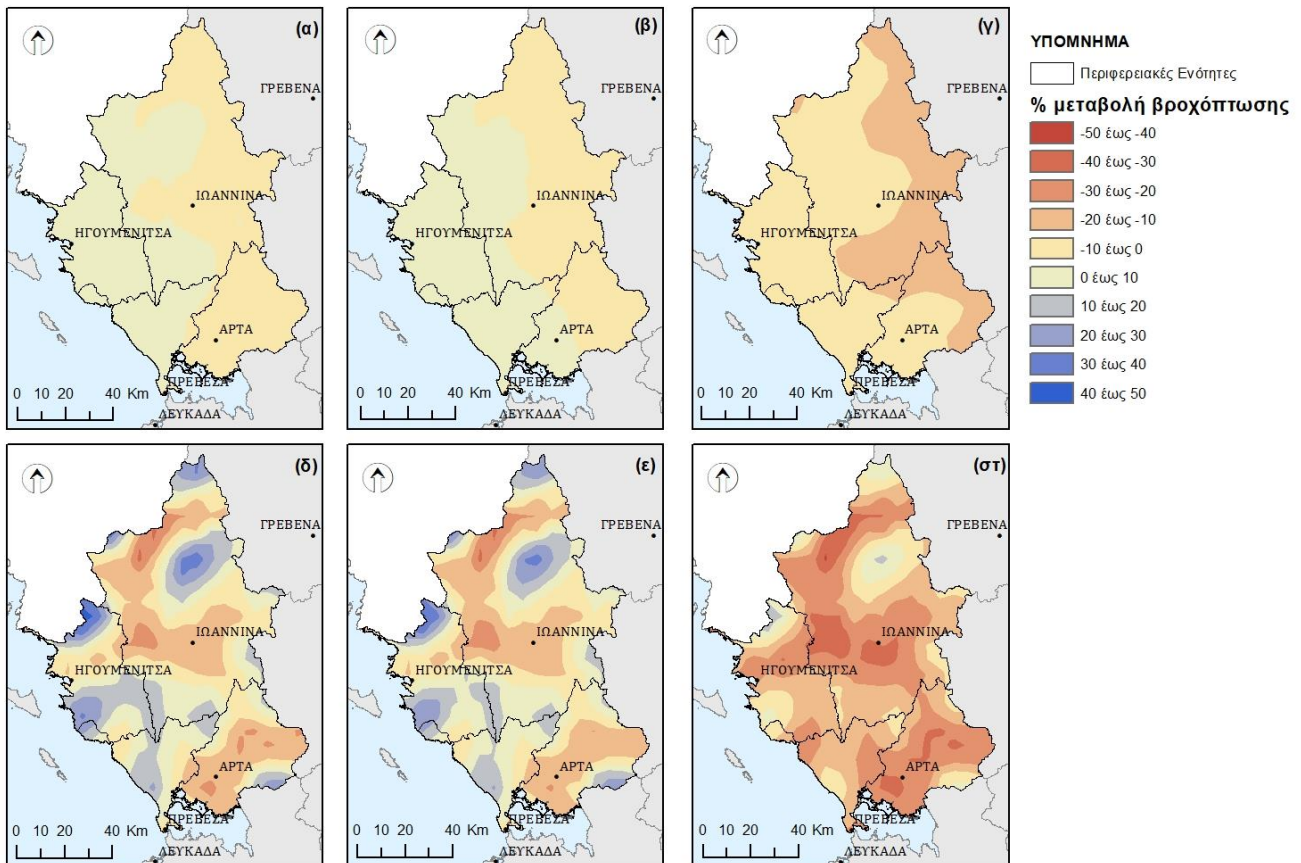 (α)
ΓΡΕΒΕΝΑ
ΙΩΑΝΝΙΝΑ
ΗΓΟΥΜΕΝΙΤΣΑ
ΑΡΤΑ
ΠΡΕΒΕΖΑ
0 10 20 40 Km
ΛΕΥΚΑΔΑ
(β)
ΓΡΕΒΕΝΑ
ΙΩΑΝΝΙΝΑ
ΗΓΟΥΜΕΝΙΤΣΑ
ΑΡΤΑ
ΠΡΕΒΕΖΑ
0 10 20 40 Km
ΛΕΥΚΑΔΑ
(γ)
ΓΡΕΒΕΝΑ
ΙΩΑΝΝΙΝΑ
ΗΓΟΥΜΕΝΙΤΣΑ
ΑΡΤΑ
ΠΡΕΒΕΖΑ
0 10 20 40 Km
ΛΕΥΚΑΔΑ
ΥΠΟΜΝΗΜΑ
Περιφερειακές Ενότητες
% μεταβολή βροχόπτωσης
-50 έως -40
-40 έως -30
-30 έως -20
-20 έως -10
-10 έως 0
0 έως 10
10 έως 20
20 έως 30
30 έως 40
40 έως 50
(δ)
ΓΡΕΒΕΝΑ
ΙΩΑΝΝΙΝΑ
ΗΓΟΥΜΕΝΙΤΣΑ
ΑΡΤΑ
ΠΡΕΒΕΖΑ
0 10 20 40 Km
ΛΕΥΚΑΔΑ
(ε)
ΓΡΕΒΕΝΑ
ΙΩΑΝΝΙΝΑ
ΗΓΟΥΜΕΝΙΤΣΑ
ΑΡΤΑ
ΠΡΕΒΕΖΑ
0 10 20 40 Km
ΛΕΥΚΑΔΑ
(στ)
ΓΡΕΒΕΝΑ
ΙΩΑΝΝΙΝΑ
ΗΓΟΥΜΕΝΙΤΣΑ
ΑΡΤΑ
ΠΡΕΒΕΖΑ
0 10 20 40 Km
ΛΕΥΚΑΔΑ